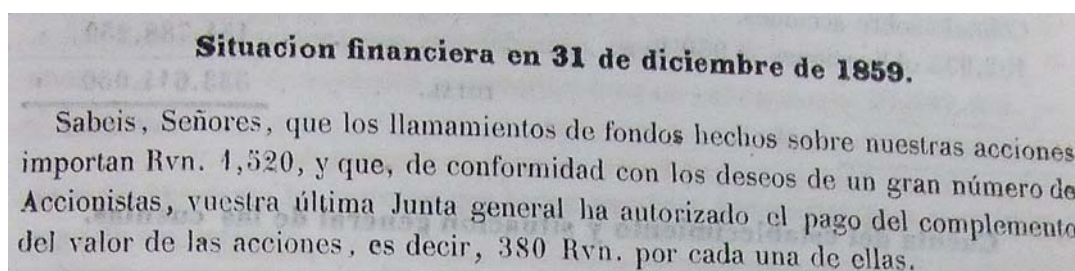 Situacion financiera en 31 de diciembre de 1859.
Sabeis, Señores, que los llamamientos de fondos hechos sobre nuestras acciones
importan Rvn. 1,520, y que, de conformidad con los deseos de un gran número de
Accionistas, vuestra última Junta general ha autorizado el pago del complemento
del valor de las acciones, es decir, 380 Rvn. por cada una de ellas.